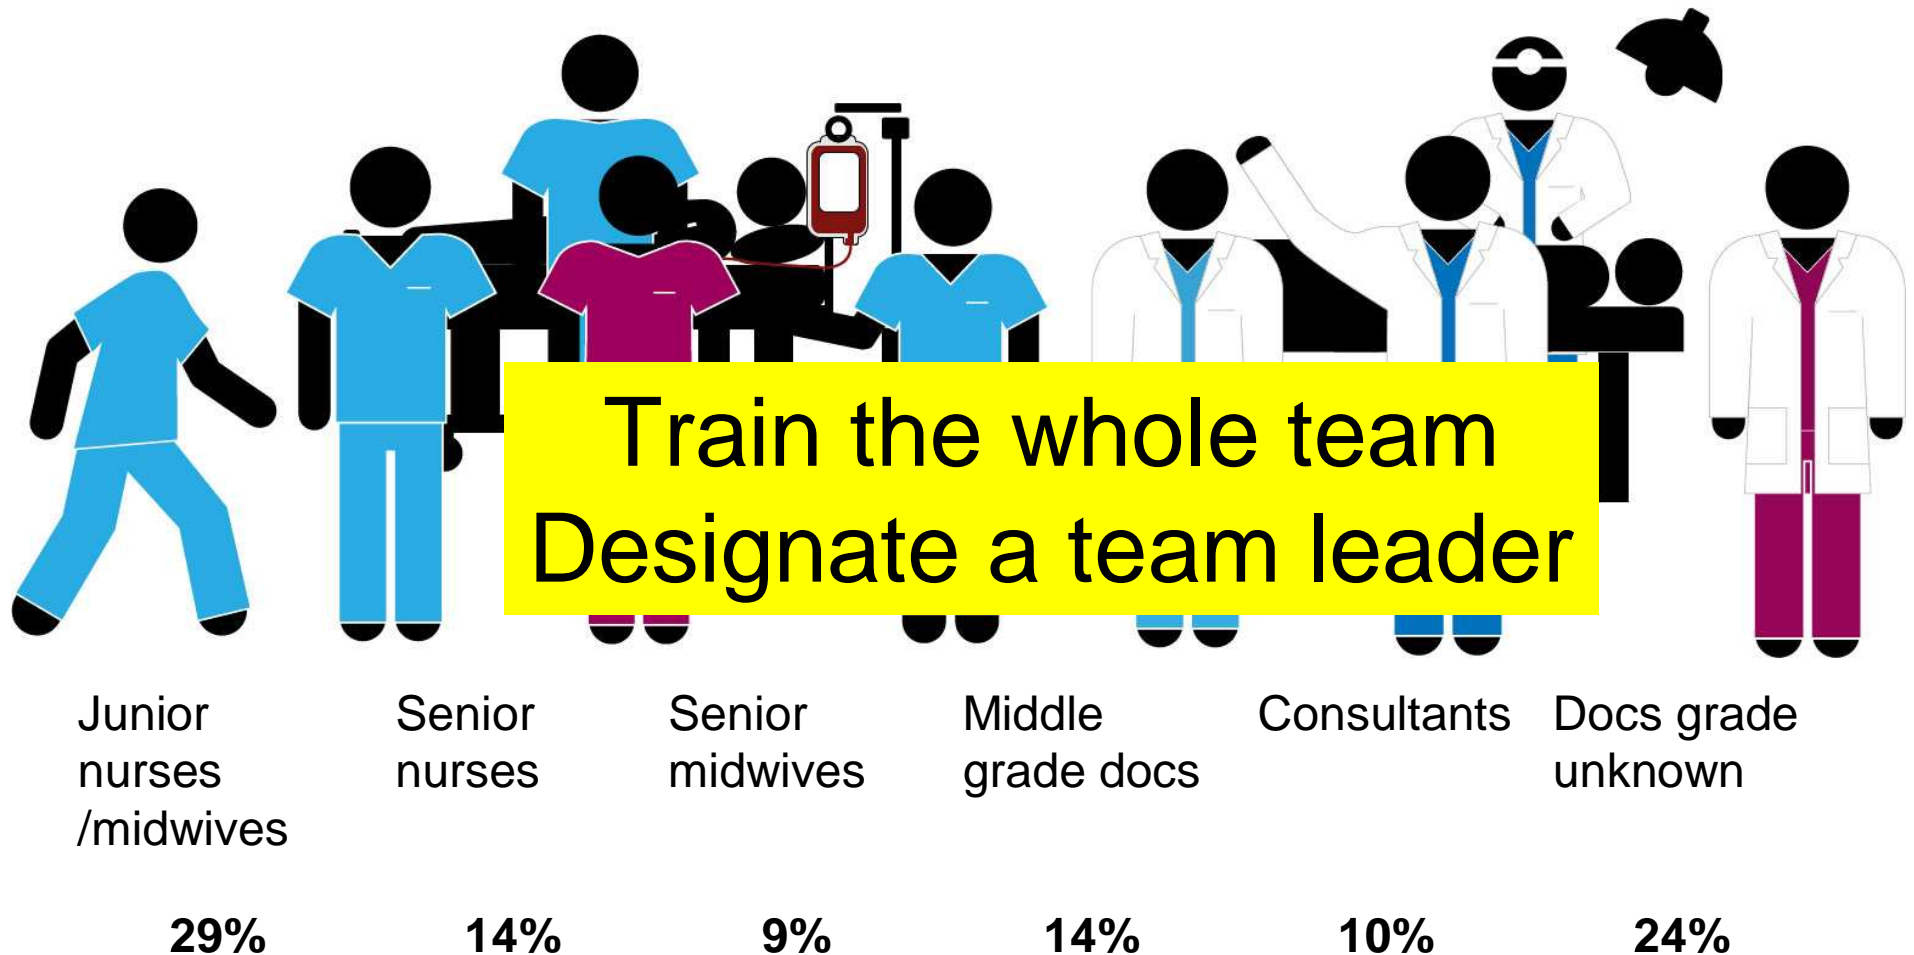 Train the whole team
Designate a team leader
Junior
nurses
/midwives
Senior
nurses
Senior
midwives
Middle
grade docs
Consultants
Docs grade
unknown
29%
14%
9%
14%
10%
24%